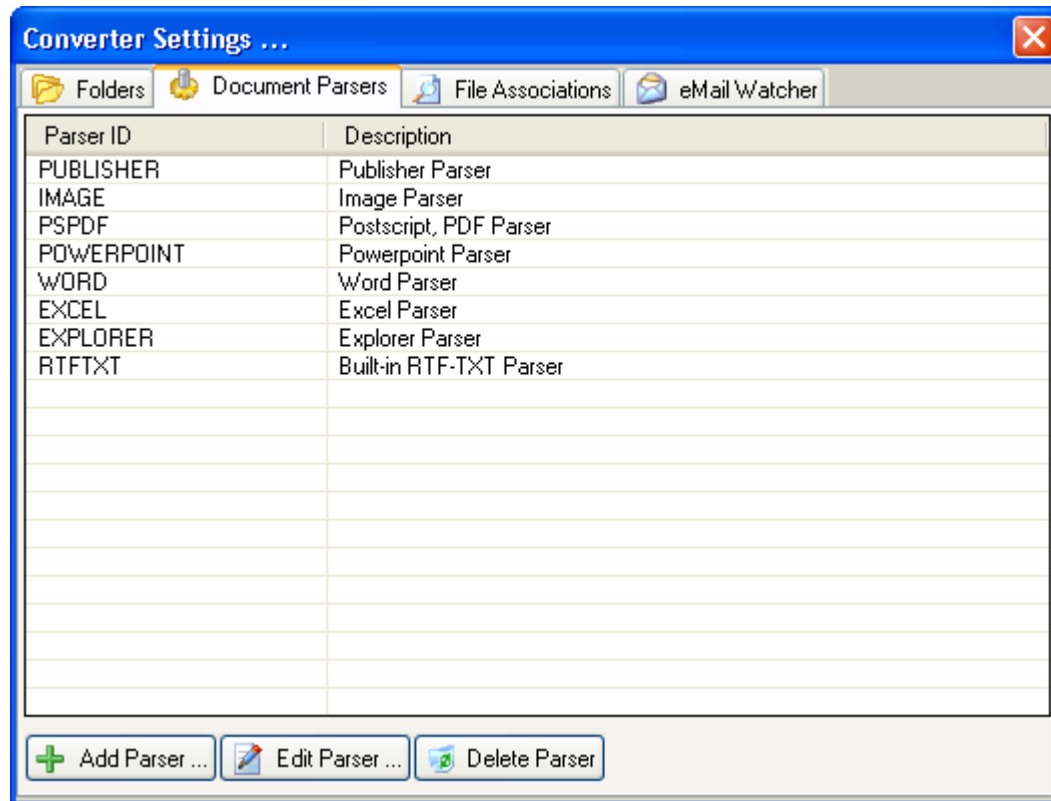 Converter Settings ...
Folders Document Parsers File Associations eMail Watcher
Parser ID Description
PUBLISHER Publisher Parser
IMAGE Image Parser
PSPDF Postscript, PDF Parser
POWERPOINT Powerpoint Parser
WORD Word Parser
EXCEL Excel Parser
EXPLORER Explorer Parser
RTFTXT Built-in RTF-TXT Parser
Add Parser ... Edit Parser ... Delete Parser